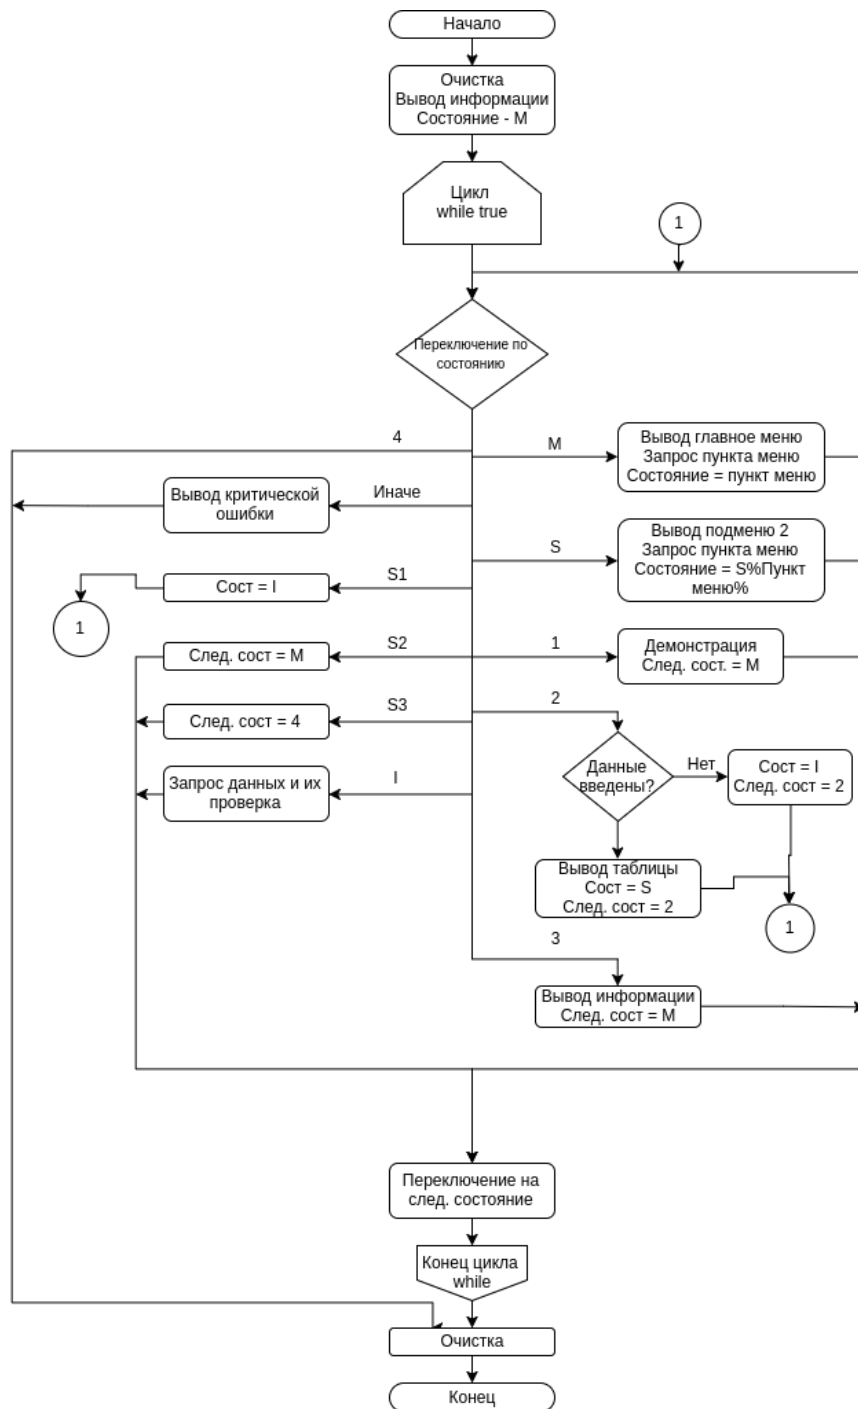 Начало
Очистка
Вывод информации
Состояние - М
Цикл
while true
1
Переключение по
состоянию
4
М
Вывод главное меню
Запрос пункта меню
Состояние = пункт меню
Иначе
Вывод критической
ошибки
S
Вывод подменю 2
Запрос пункта меню
Состояние = S%Пункт
меню%
S1
Сост = I
1
S2
След. сост = М
1
Демонстрация
След. сост. = М
S3
След. сост = 4
2
Данные
введены?
Нет
Сост = I
След. сост = 2
I
Запрос данных и их
проверка
Вывод таблицы
Сост = S
След. сост = 2
1
3
Вывод информации
След. сост = М
Переключение на
след. состояние
Конец цикла
while
Очистка
Конец